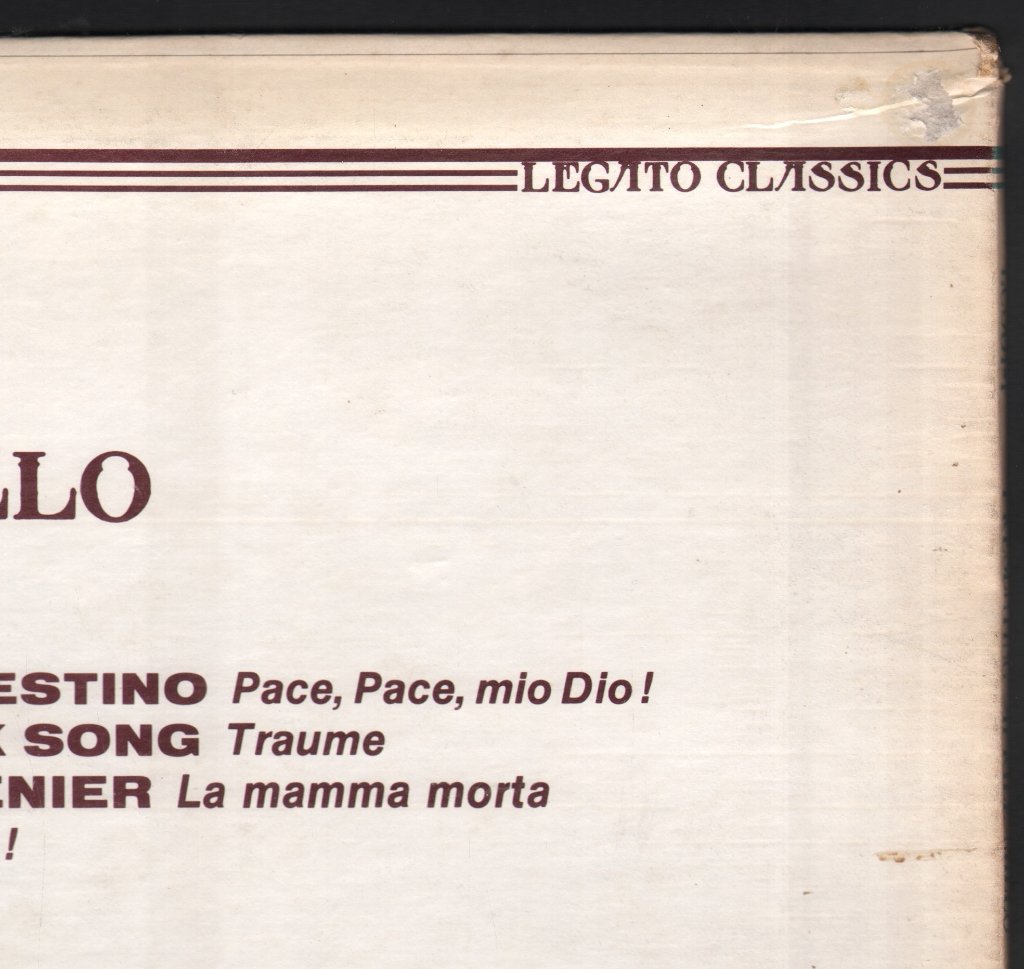 LEGATO CLASSICS
LLO
ESTINO Pace, Pace, mio Dio !
K SONG Traume
ENIER La mamma morta
!